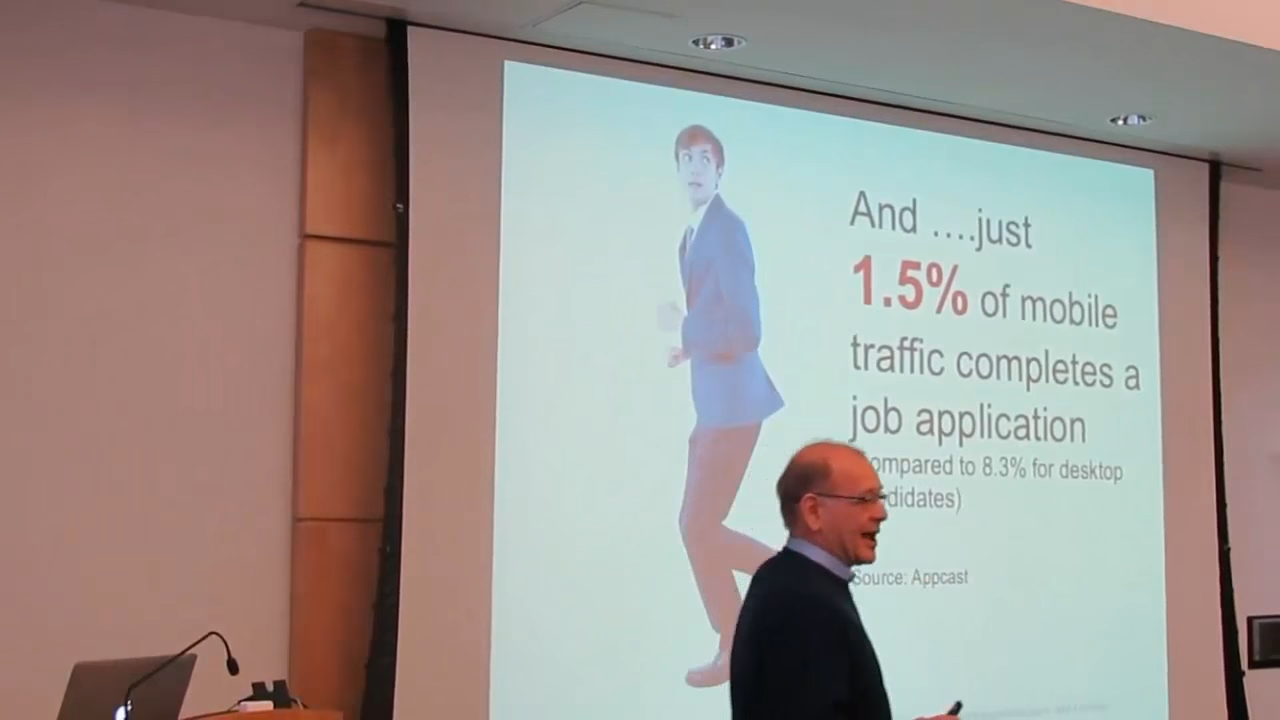 And ….just
1.5% of mobile
traffic completes a
job application
ompared to 8.3% for desktop
didates)
Source: Appcast